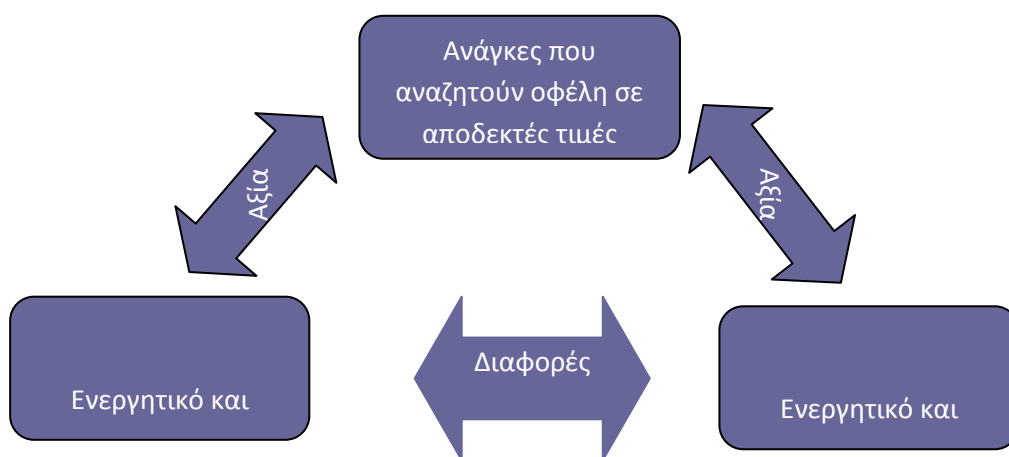 Ανάγκες που
αναζητούν οφέλη σε
αποδεκτές τιμές
Αξία
Αξία
Διαφορές
Ενεργητικό και
Ενεργητικό και